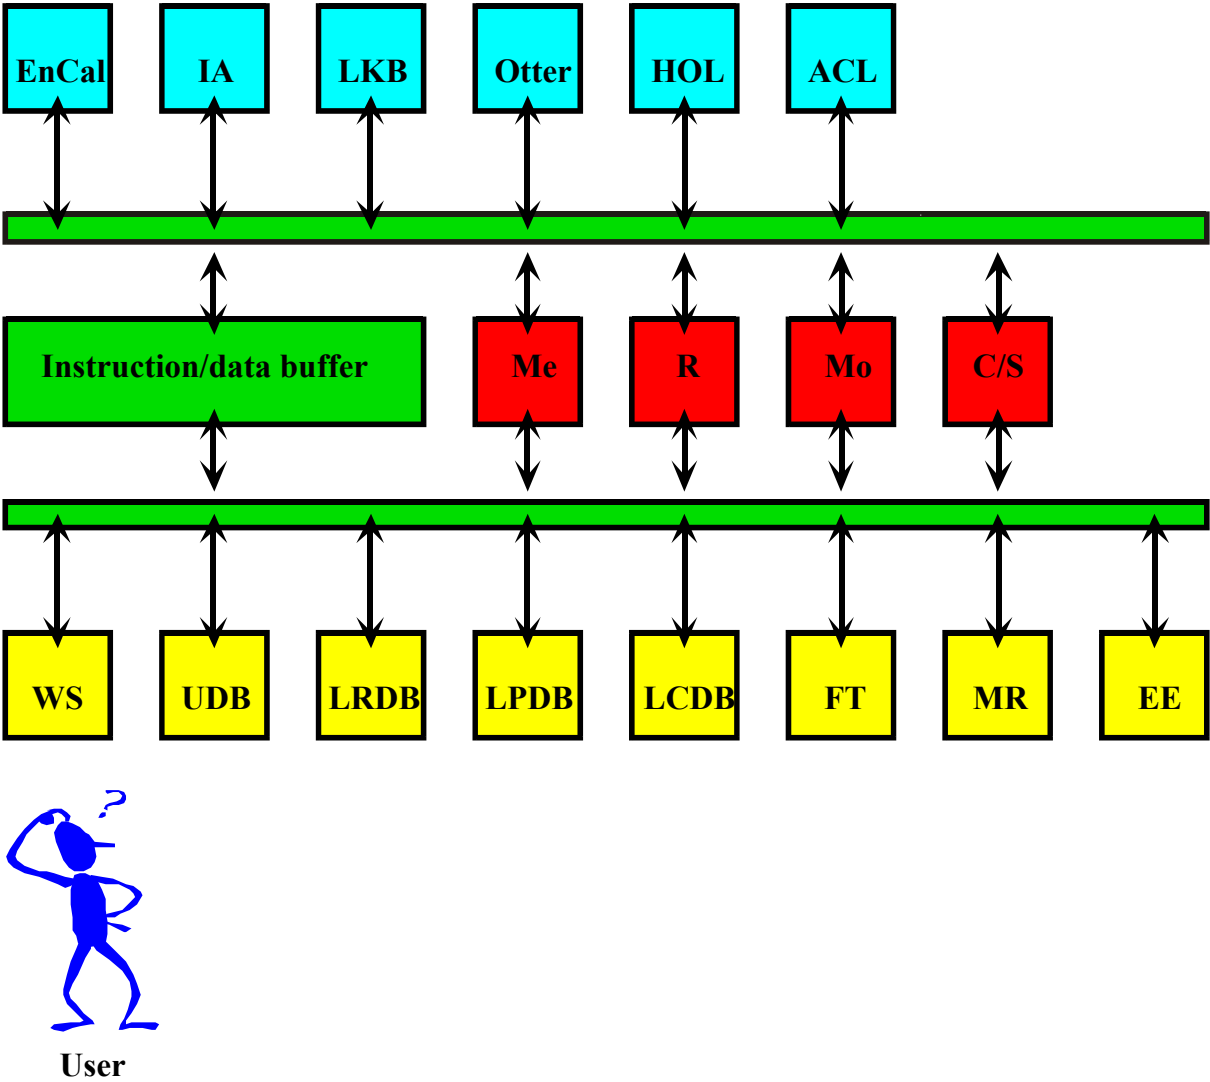 EnCal IA LKB Otter HOL ACL
Instruction/data buffer Me R Mo C/S
WS UDB LRDB LPDB LCDB FT MR EE
?
User